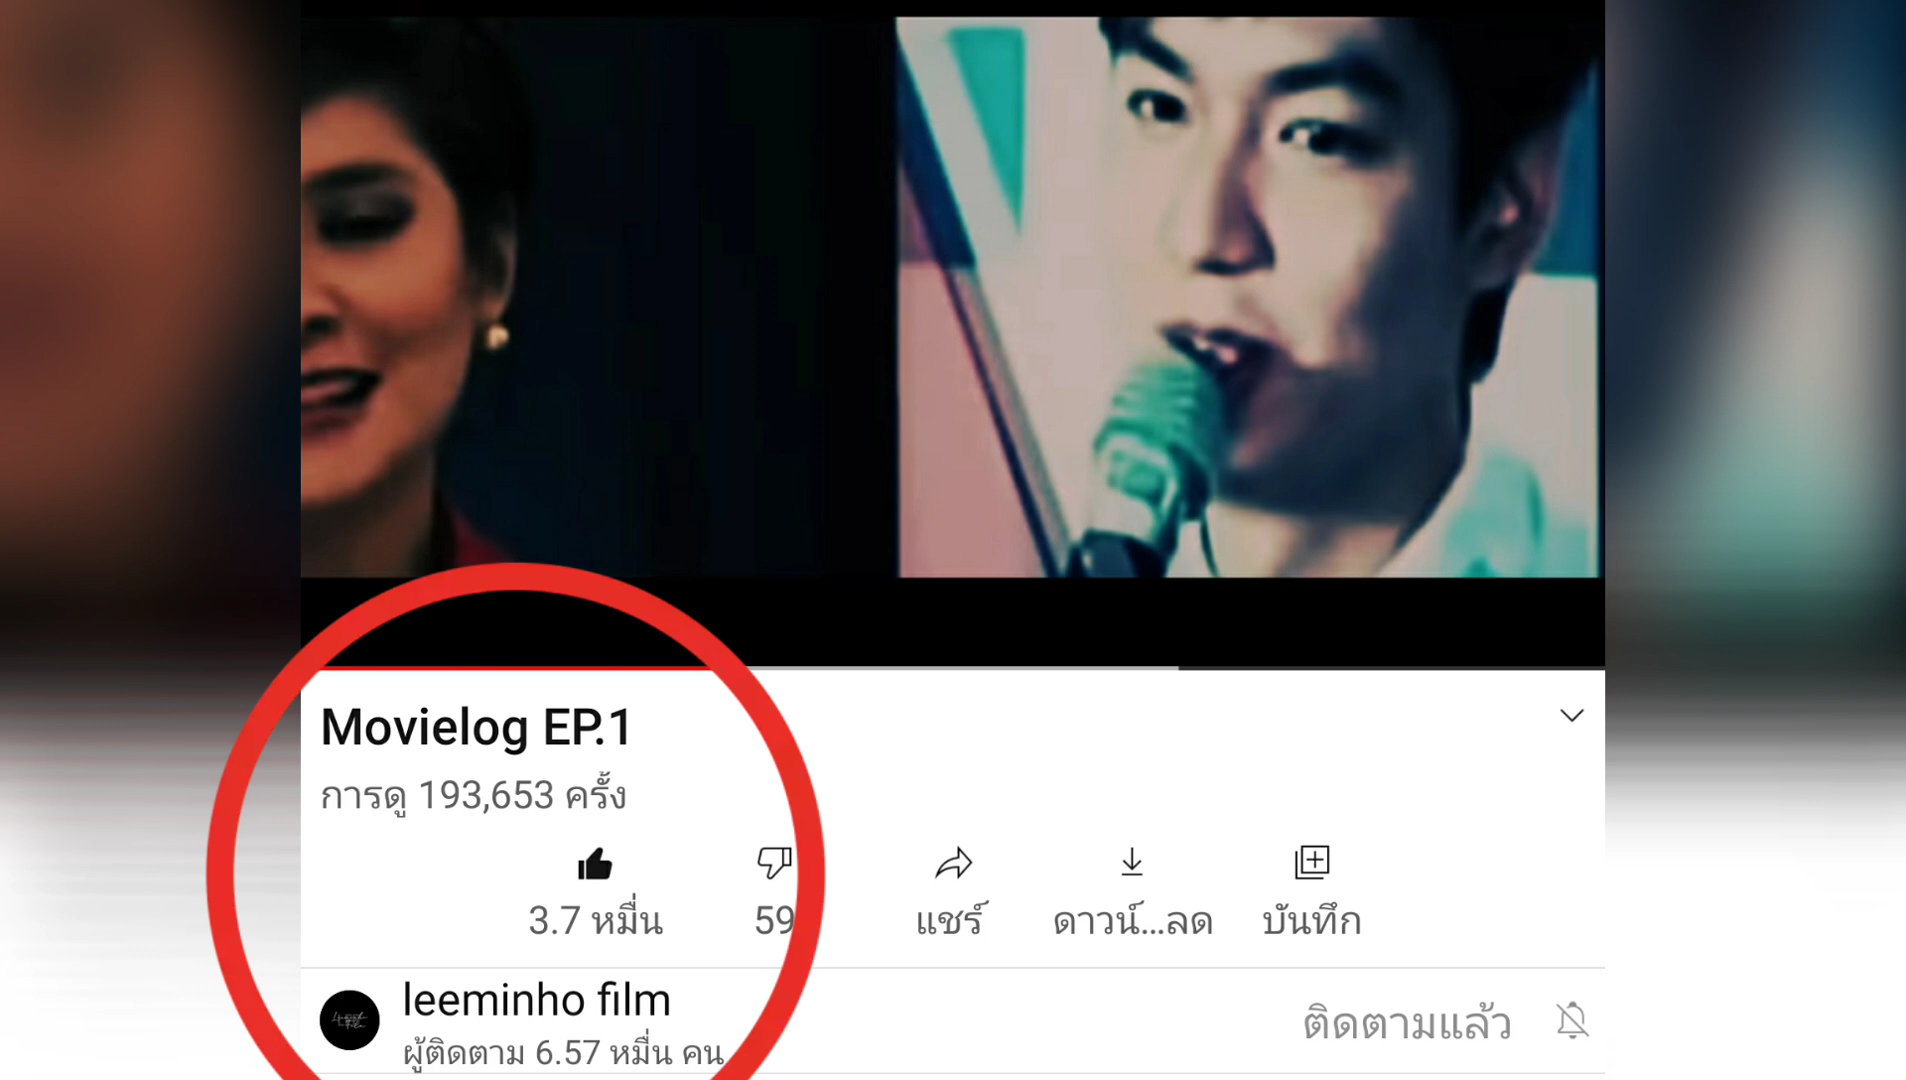 Movielog EP.1
การดู 193,653 ครั้ง
3.7 หมื่น 59 แชร์ ดาวน์...ลด บันทึก
leeminho film
ผู้ติดตาม 6.57 หมื่น คน
ติดตามแล้ว